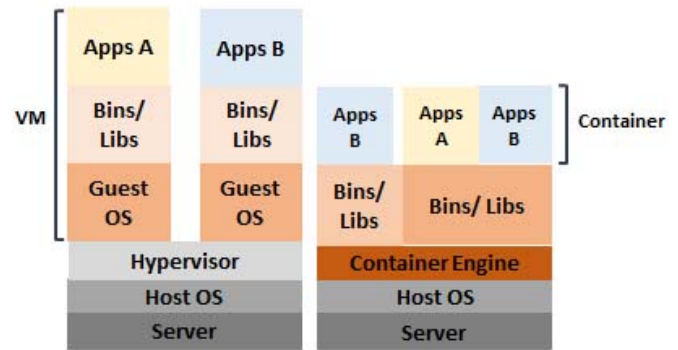 Apps A
Apps B
VM
Bins/
Libs
Bins/
Libs
Guest
OS
Guest
OS
Hypervisor
Host OS
Server
Apps
B
Apps
A
Apps
B
Container
Bins/
Libs
Bins/ Libs
Container Engine
Host OS
Server